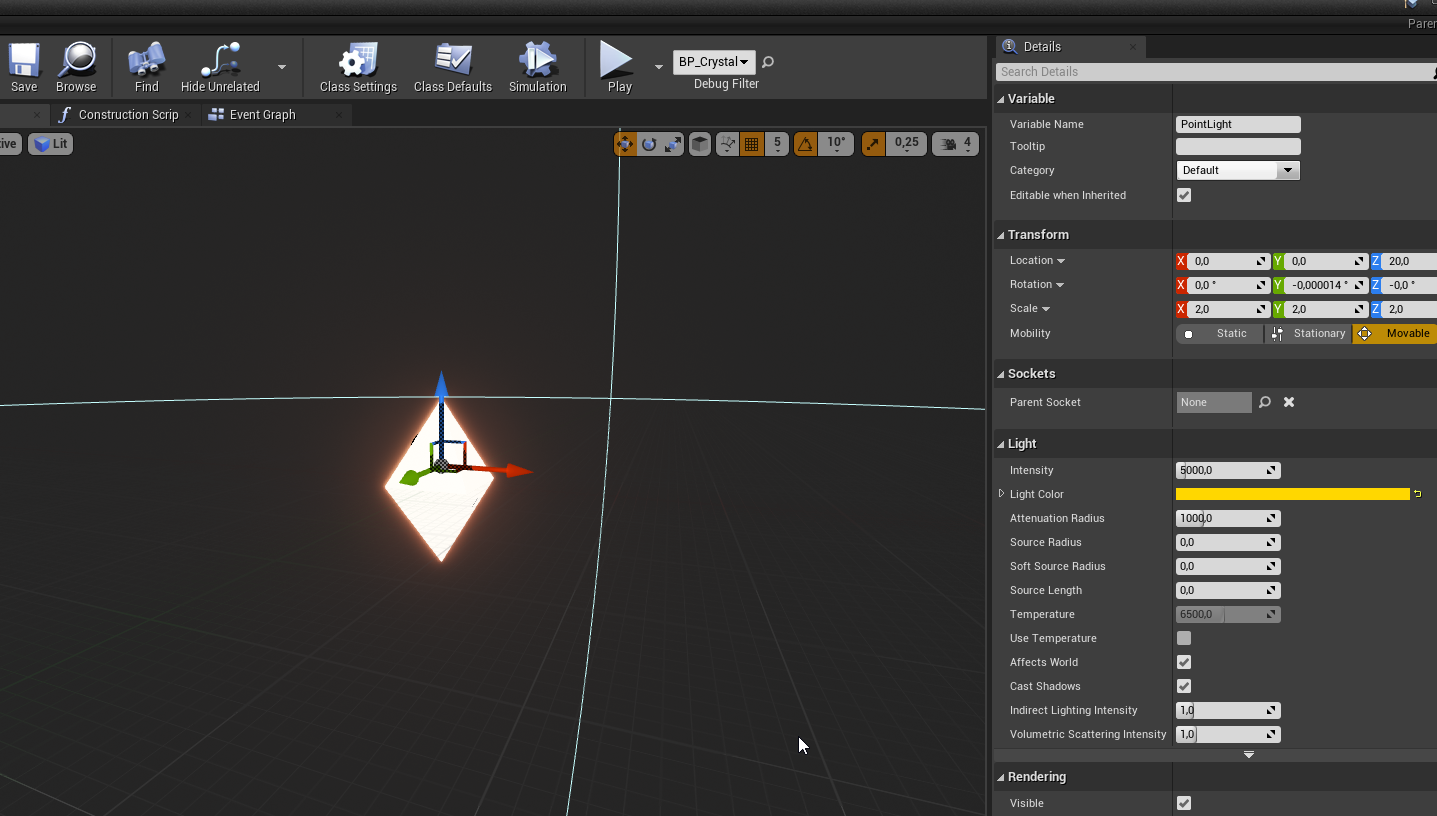 Paren
Save Browse Find Hide Unrelated Class Settings Class Defaults Simulation Play BP_Crystal Debug Filter
Construction Scrip Event Graph
ive Lit 5 10° 0,25 4
Details
Search Details
Variable
Variable Name PointLight
Tooltip
Category Default
Editable when Inherited
Transform
Location X 0,0 Y 0,0 Z 20,0
Rotation X 0,0 ° Y -0,000014 ° Z -0,0 °
Scale X 2,0 Y 2,0 Z 2,0
Mobility Static Stationary Movable
Sockets
Parent Socket None
Light
Intensity 5000,0
Light Color
Attenuation Radius 1000,0
Source Radius 0,0
Soft Source Radius 0,0
Source Length 0,0
Temperature 6500,0
Use Temperature
Affects World
Cast Shadows
Indirect Lighting Intensity 1,0
Volumetric Scattering Intensity 1,0
Rendering
Visible